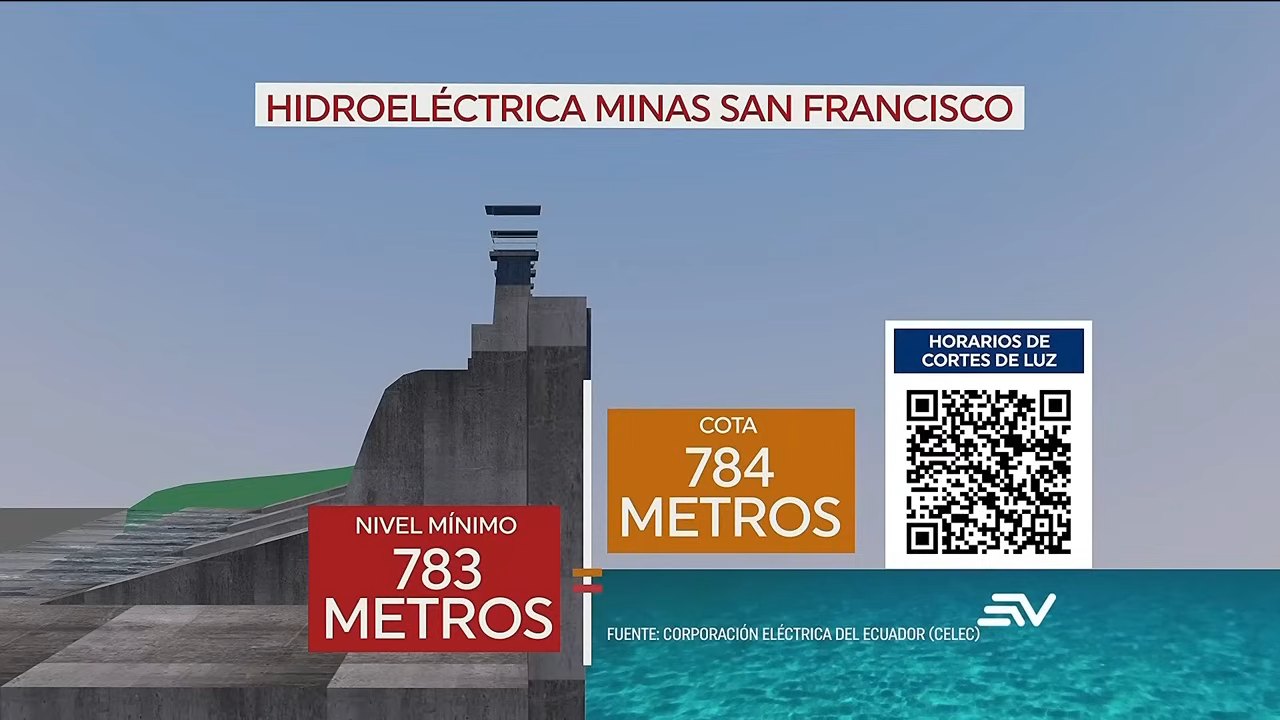 HIDROELÉCTRICA MINAS SAN FRANCISCO
HORARIOS DE
CORTES DE LUZ
COTA
784
METROS
NIVEL MÍNIMO
783
METROS
FUENTE: CORPORACIÓN ELÉCTRICA DEL ECUADOR (CELEC)